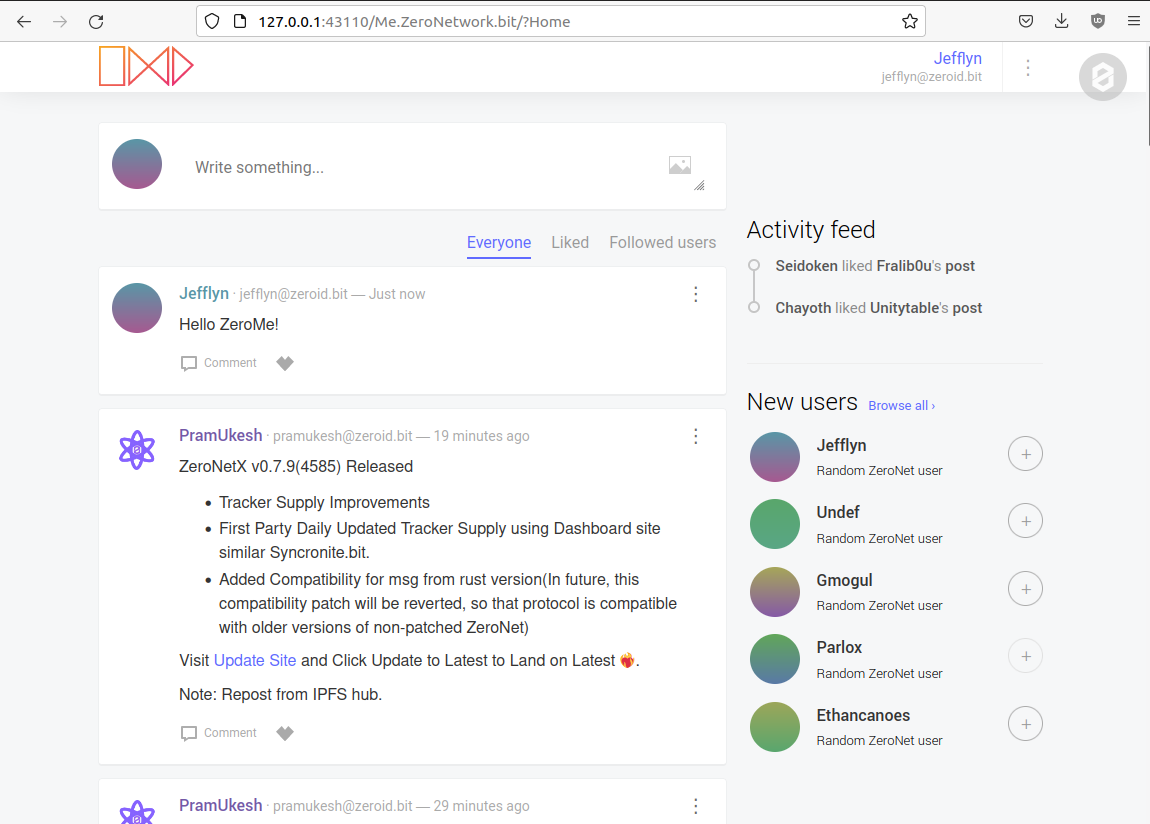 127.0.0.1:43110/Me.ZeroNetwork.bit/?Home
Jefflyn
jefflyn@zeroid.bit
Write something...
Everyone Liked Followed users
Jefflyn · jefflyn@zeroid.bit — Just now
Hello ZeroMe!
Comment
PramUkesh · pramukesh@zeroid.bit — 19 minutes ago
ZeroNetX v0.7.9(4585) Released
• Tracker Supply Improvements
• First Party Daily Updated Tracker Supply using Dashboard site
similar Syncronite.bit.
• Added Compatibility for msg from rust version(In future, this
compatibility patch will be reverted, so that protocol is compatible
with older versions of non-patched ZeroNet)
Visit Update Site and Click Update to Latest to Land on Latest ❤️‍🔥.
Note: Repost from IPFS hub.
Comment
PramUkesh · pramukesh@zeroid.bit — 29 minutes ago
Activity feed
Seidoken liked Fralib0u's post
Chayoth liked Unitytable's post
New users Browse all ›
Jefflyn
Random ZeroNet user
Undef
Random ZeroNet user
Gmogul
Random ZeroNet user
Parlox
Random ZeroNet user
Ethancanoes
Random ZeroNet user